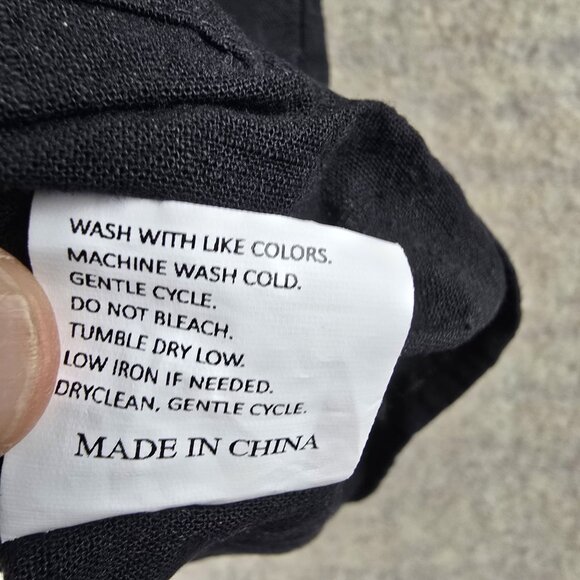 WASH WITH LIKE COLORS.
MACHINE WASH COLD.
GENTLE CYCLE.
DO NOT BLEACH.
TUMBLE DRY LOW.
LOW IRON IF NEEDED.
DRYCLEAN, GENTLE CYCLE.
MADE IN CHINA